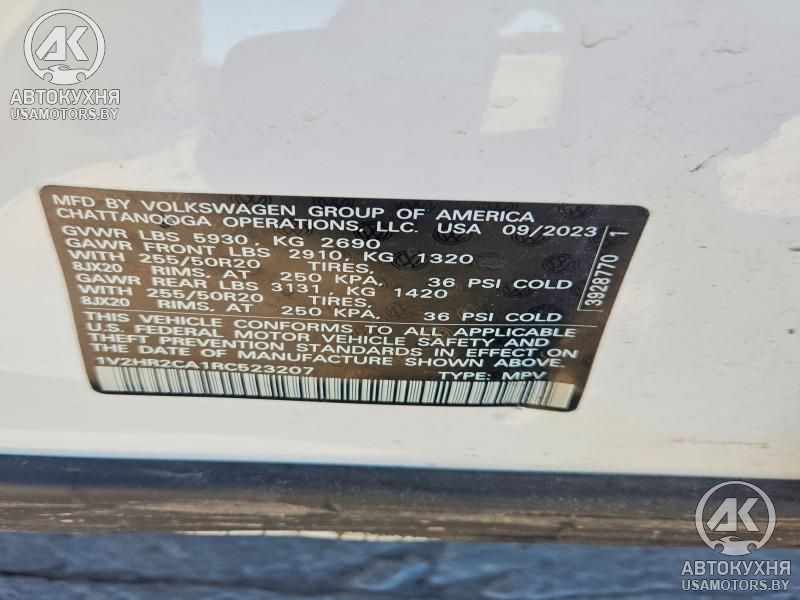 АК
АВТОКУХНЯ
USAMOTORS.BY
MFD BY VOLKSWAGEN GROUP OF AMERICA
CHATTANOOGA OPERATIONS, LLC. USA 09/2023
GVWR LBS 5930, KG 2690
GAWR FRONT LBS 2910, KG 1320
WITH 255/50R20 TIRES,
8JX20 RIMS, AT 250 KPA, 36 PSI COLD
GAWR REAR LBS 3131, KG 1420
WITH 255/50R20 TIRES,
8JX20 RIMS, AT 250 KPA, 36 PSI COLD
THIS VEHICLE CONFORMS TO ALL APPLICABLE
U.S. FEDERAL MOTOR VEHICLE SAFETY AND
THEFT PREVENTION STANDARDS IN EFFECT ON
THE DATE OF MANUFACTURE SHOWN ABOVE.
1V2HR2CA1RC523207 TYPE: MPV
3928770 1
АК
АВТОКУХНЯ
USAMOTORS.BY